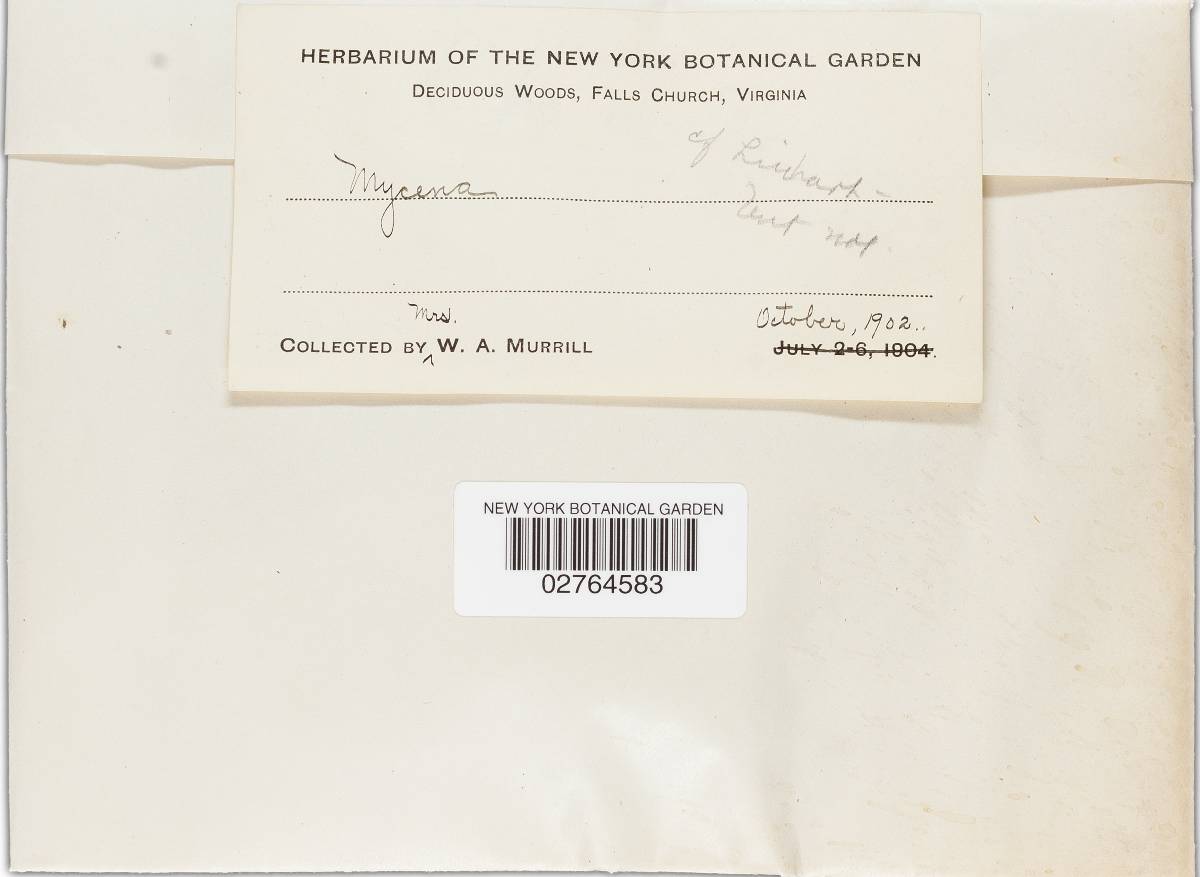 HERBARIUM OF THE NEW YORK BOTANICAL GARDEN
DECIDUOUS WOODS, FALLS CHURCH, VIRGINIA
cf
Mycena
Mrs.
October, 1902..
COLLECTED BY ^ W. A. MURRILL
JULY 2-6, 1904.
NEW YORK BOTANICAL GARDEN
02764583